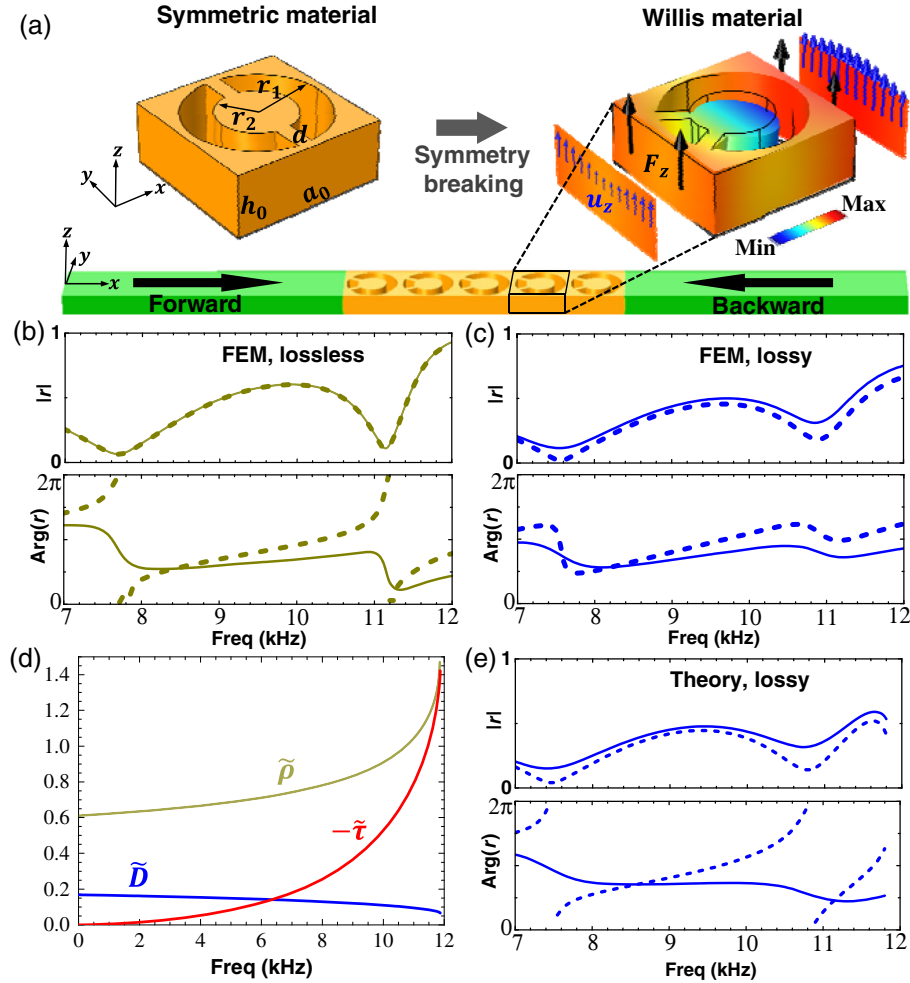 (a)
Symmetric material
Willis material
r₁
r₂
d
h₀
a₀
z
y
x
Symmetry
breaking
F_z
u_z
Max
Min
z
y
x
Forward
Backward
(b)
FEM, lossless
1
|r|
0
2π
Arg(r)
0
7 8 9 10 11 12
Freq (kHz)
(c)
FEM, lossy
1
|r|
0
2π
Arg(r)
0
7 8 9 10 11 12
Freq (kHz)
(d)
1.4
1.2
1.0
0.8
0.6
0.4
0.2
0.0
ρ̃
−τ̃
D̃
0 2 4 6 8 10 12
Freq (kHz)
(e)
Theory, lossy
1
|r|
0
2π
Arg(r)
0
7 8 9 10 11 12
Freq (kHz)